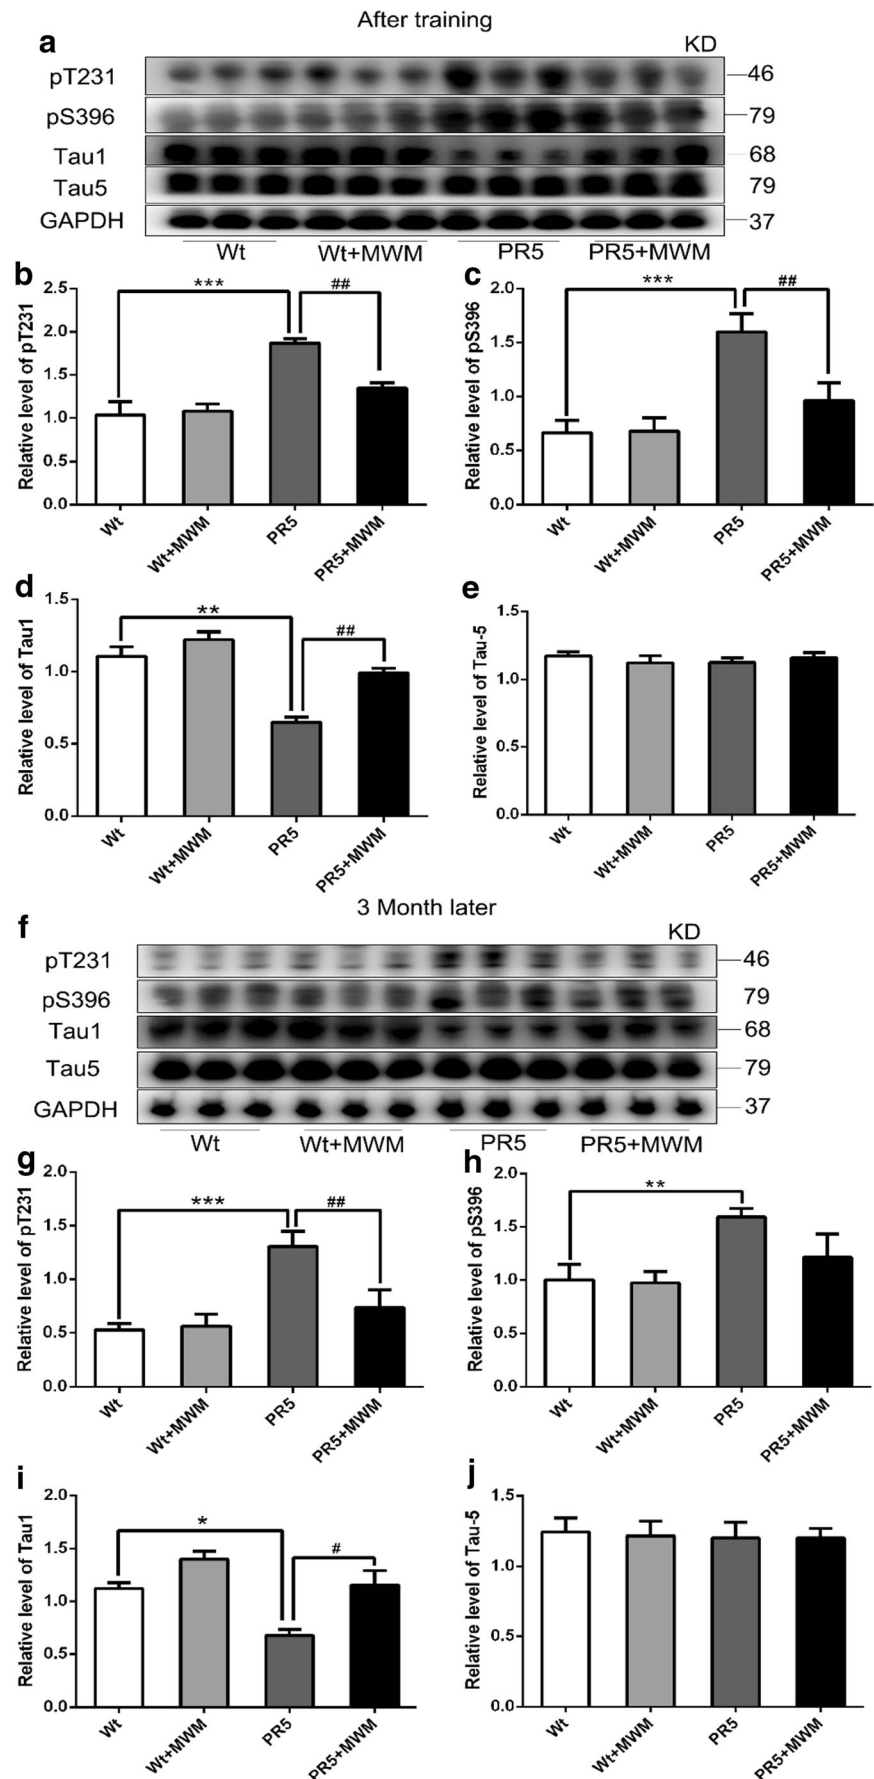 After training
a
KD
pT231
46
pS396
79
Tau1
68
Tau5
79
GAPDH
37
Wt Wt+MWM PR5 PR5+MWM
b
Relative level of pT231
2.5
2.0
1.5
1.0
0.5
0.0
*** ##
Wt Wt+MWM PR5 PR5+MWM
c
Relative level of pS396
2.0
1.5
1.0
0.5
0.0
*** ##
Wt Wt+MWM PR5 PR5+MWM
d
Relative level of Tau1
1.5
1.0
0.5
0.0
** ##
Wt Wt+MWM PR5 PR5+MWM
e
Relative level of Tau-5
1.5
1.0
0.5
0.0
Wt Wt+MWM PR5 PR5+MWM
3 Month later
f
KD
pT231
46
pS396
79
Tau1
68
Tau5
79
GAPDH
37
Wt Wt+MWM PR5 PR5+MWM
g
Relative level of pT231
2.0
1.5
1.0
0.5
0.0
*** ##
Wt Wt+MWM PR5 PR5+MWM
h
Relative level of pS396
2.0
1.5
1.0
0.5
0.0
**
Wt Wt+MWM PR5 PR5+MWM
i
Relative level of Tau1
2.0
1.5
1.0
0.5
0.0
* #
Wt Wt+MWM PR5 PR5+MWM
j
Relative level of Tau-5
1.5
1.0
0.5
0.0
Wt Wt+MWM PR5 PR5+MWM